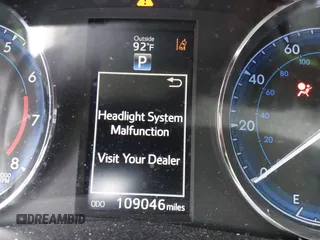 Outside
92°F
P
Headlight System
Malfunction
Visit Your Dealer
ODO 109046 miles
5
6
7
8
0
20
40
60
E
DREAMBID